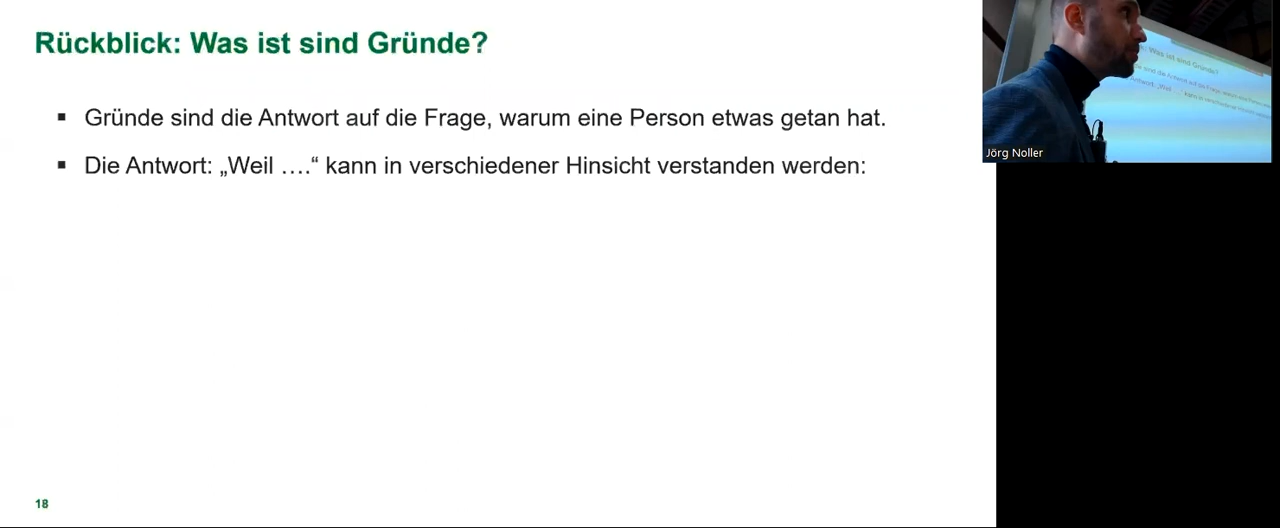 Rückblick: Was ist sind Gründe?
▪ Gründe sind die Antwort auf die Frage, warum eine Person etwas getan hat.
▪ Die Antwort: „Weil ….“ kann in verschiedener Hinsicht verstanden werden:
18
Jörg Noller